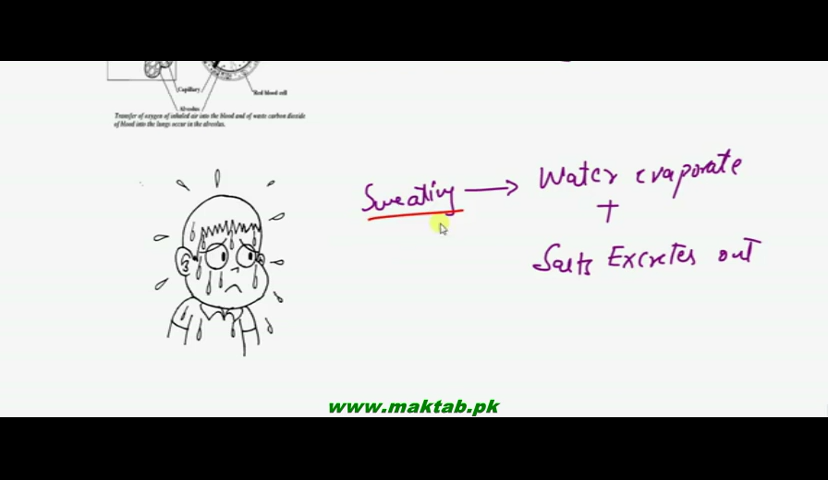 Capillary
Red blood cell
Alveolus
Transfer of oxygen of inhaled air into the blood and of waste carbon dioxide
of blood into the lungs occur in the alveolus.
Sweating → Water evaporate
+
Salts Excretes out
www.maktab.pk